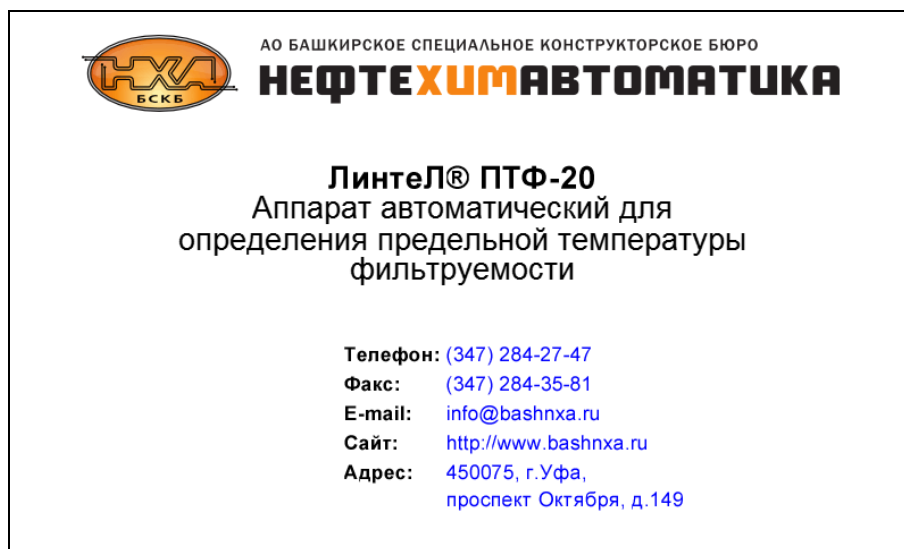 НХА
БСКБ
АО БАШКИРСКОЕ СПЕЦИАЛЬНОЕ КОНСТРУКТОРСКОЕ БЮРО
НЕФТЕХИМАВТОМАТИКА
ЛинтеЛ® ПТФ-20
Аппарат автоматический для
определения предельной температуры
фильтруемости
Телефон: (347) 284-27-47
Факс: (347) 284-35-81
E-mail: info@bashnxa.ru
Сайт: http://www.bashnxa.ru
Адрес: 450075, г.Уфа,
проспект Октября, д.149